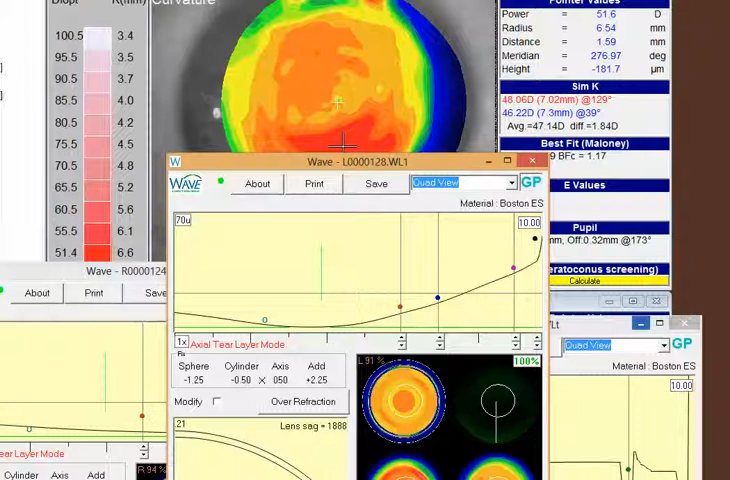 Diopt
R(mm)
Curvature
100.5 3.4
95.5 3.5
90.5 3.7
85.5 4.0
80.5 4.2
75.5 4.5
70.5 4.8
65.5 5.2
60.5 5.6
55.5 6.1
51.4 6.6
Pointer Values
Power = 51.6 D
Radius = 6.54 mm
Distance = 1.59 mm
Meridian = 276.97 deg
Height = -181.7 µm
Sim K
48.06D (7.02mm) @129°
46.22D (7.3mm) @39°
Avg.=47.14D diff.=1.84D
Best Fit (Maloney)
9 BFc = 1.17
E Values
Pupil
mm, Off:0.32mm @173°
eratoconus screening)
Calculate
W Wave - L0000128.WL1
WAVE About Print Save Quad View GP
Material : Boston ES
70u 10.00
1x Axial Tear Layer Mode
Rx
Sphere Cylinder Axis Add
-1.25 -0.50 X 050 +2.25
Modify Over Refraction
.21 Lens sag = 1888
L 91 % 100%
Wave - R0000124
About Print Save
ear Layer Mode
Cylinder Axis Add
R 94 %
Lt
Quad View GP
Material : Boston ES
10.00